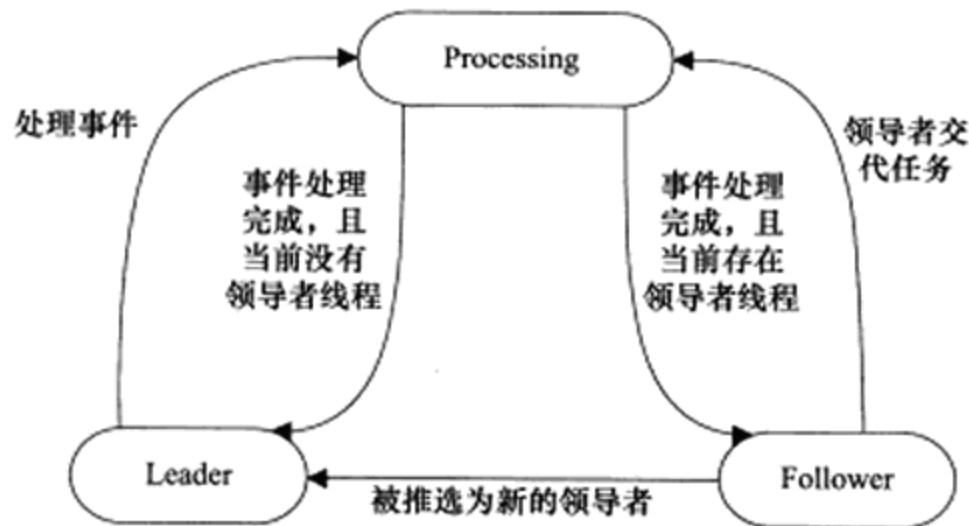 Processing
处理事件
领导者交
代任务
事件处理
完成，且
当前没有
领导者线程
事件处理
完成，且
当前存在
领导者线程
Leader
被推选为新的领导者
Follower